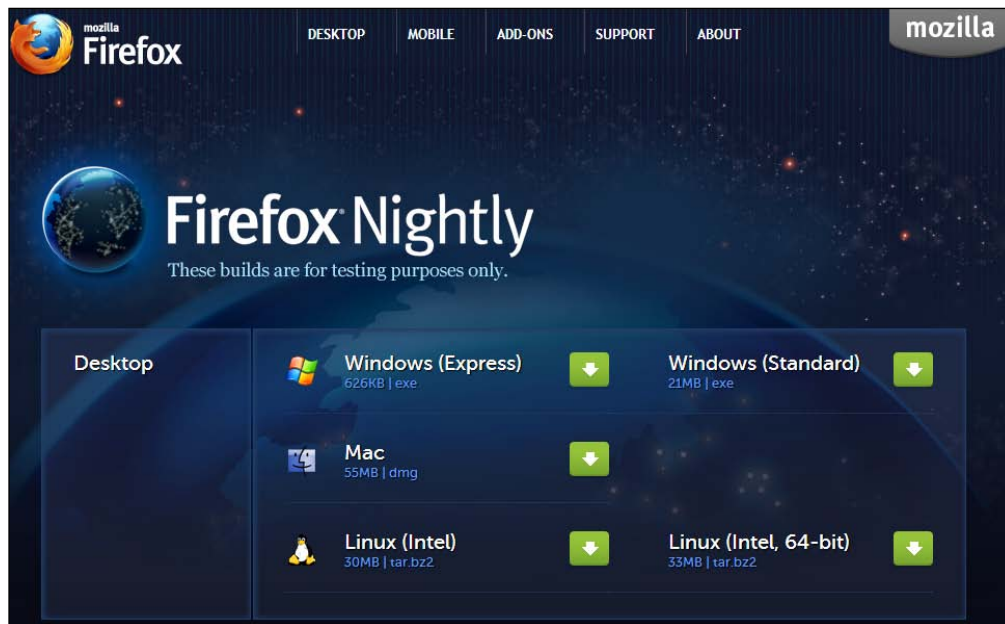 mozilla
Firefox
DESKTOP MOBILE ADD-ONS SUPPORT ABOUT
mozilla
Firefox Nightly
These builds are for testing purposes only.
Desktop
Windows (Express)
626KB | exe
Windows (Standard)
21MB | exe
Mac
55MB | dmg
Linux (Intel)
30MB | tar.bz2
Linux (Intel, 64-bit)
33MB | tar.bz2